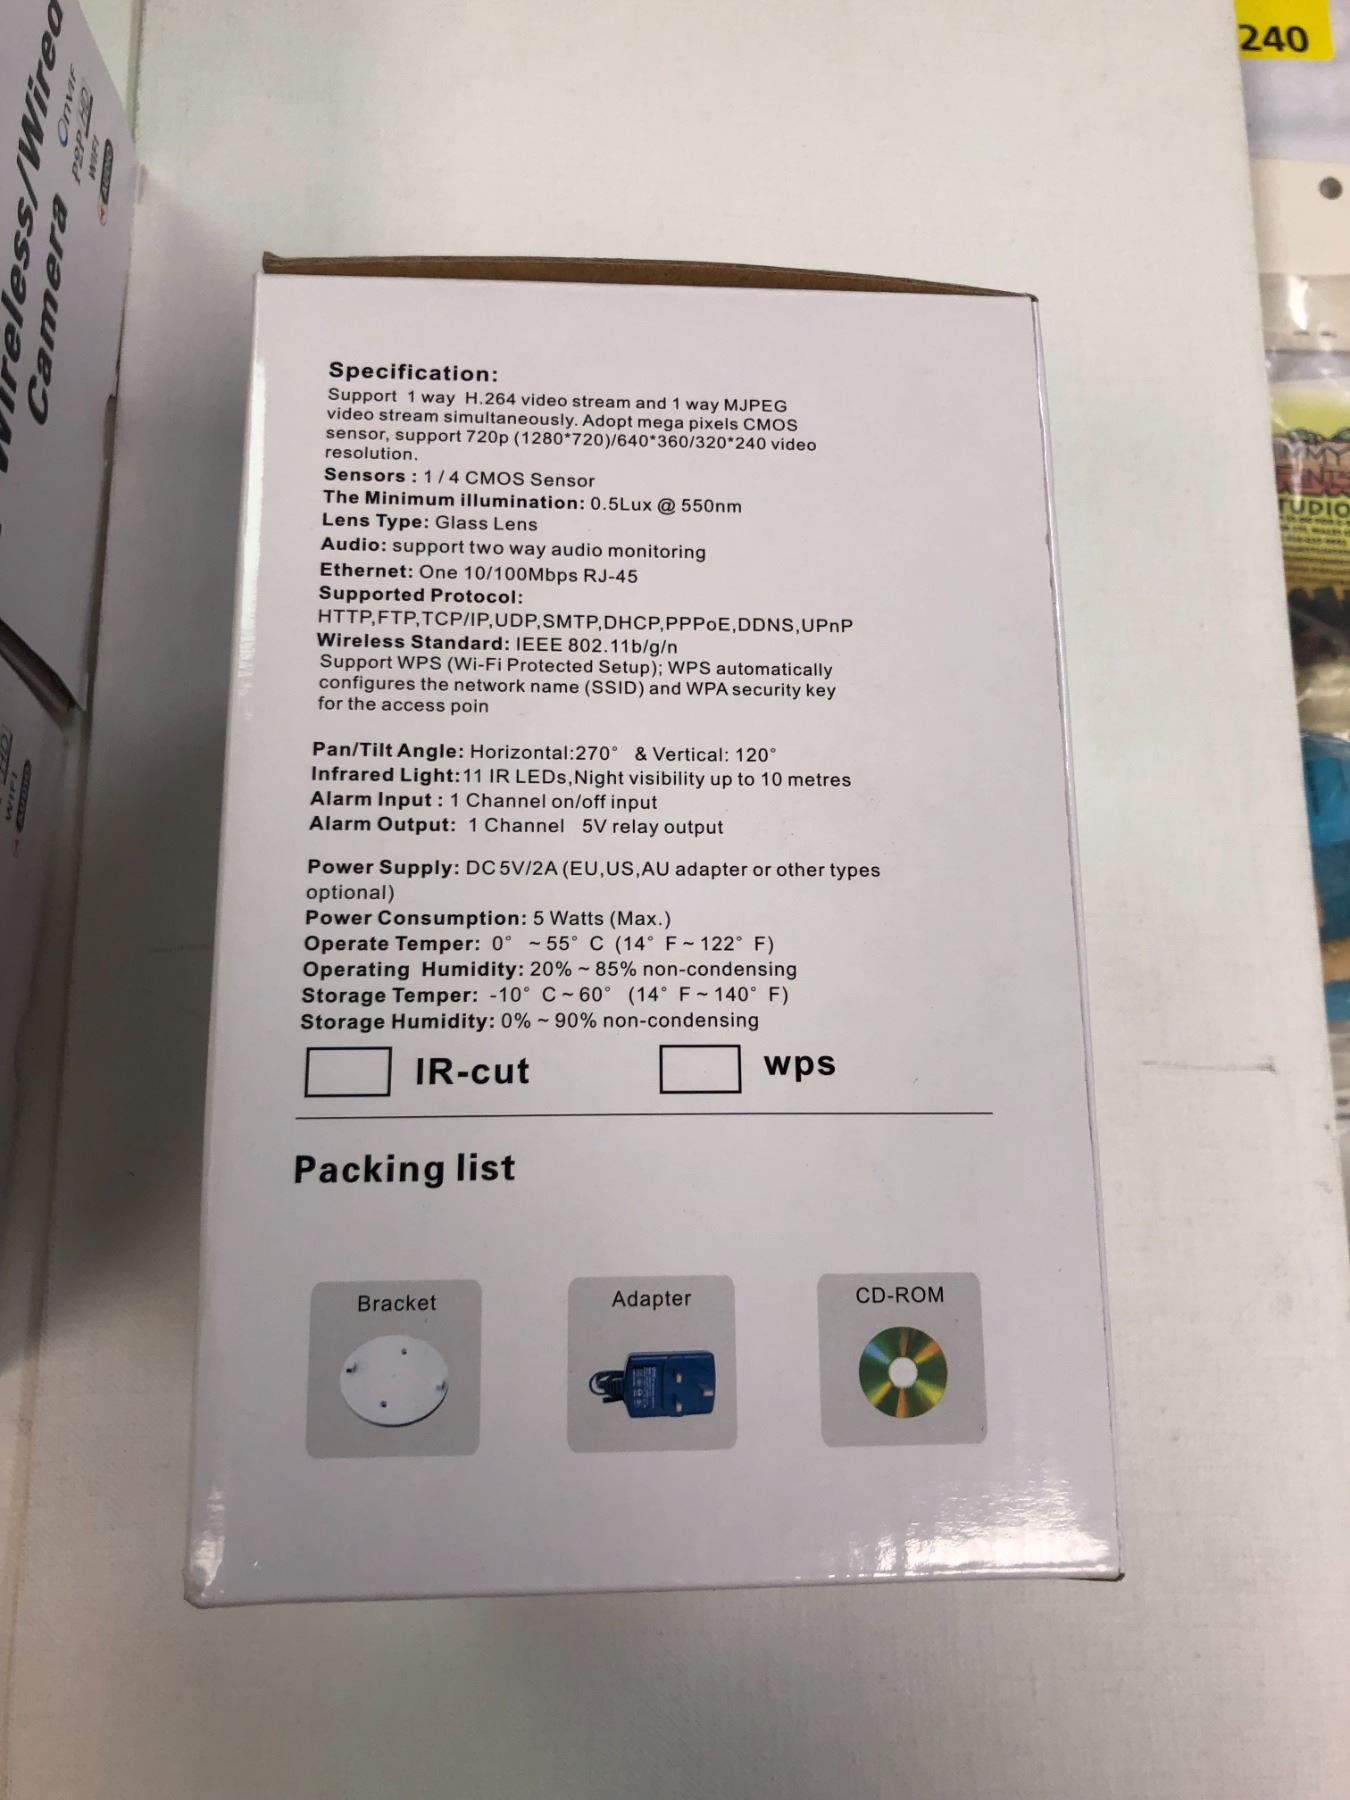 Wireless/Wired
Camera
Onvif
P2P HD
WIFI
AUDIO
HD
WIFI
AUDIO
240
Specification:
Support 1 way H.264 video stream and 1 way MJPEG
video stream simultaneously. Adopt mega pixels CMOS
sensor, support 720p (1280*720)/640*360/320*240 video
resolution.
Sensors : 1 / 4 CMOS Sensor
The Minimum illumination: 0.5Lux @ 550nm
Lens Type: Glass Lens
Audio: support two way audio monitoring
Ethernet: One 10/100Mbps RJ-45
Supported Protocol:
HTTP,FTP,TCP/IP,UDP,SMTP,DHCP,PPPoE,DDNS,UPnP
Wireless Standard: IEEE 802.11b/g/n
Support WPS (Wi-Fi Protected Setup); WPS automatically
configures the network name (SSID) and WPA security key
for the access poin
Pan/Tilt Angle: Horizontal:270° & Vertical: 120°
Infrared Light:11 IR LEDs,Night visibility up to 10 metres
Alarm Input : 1 Channel on/off input
Alarm Output: 1 Channel 5V relay output
Power Supply: DC 5V/2A (EU,US,AU adapter or other types
optional)
Power Consumption: 5 Watts (Max.)
Operate Temper: 0° ~ 55° C (14° F ~ 122° F)
Operating Humidity: 20% ~ 85% non-condensing
Storage Temper: -10° C ~ 60° (14° F ~ 140° F)
Storage Humidity: 0% ~ 90% non-condensing
IR-cut wps
Packing list
Bracket Adapter CD-ROM